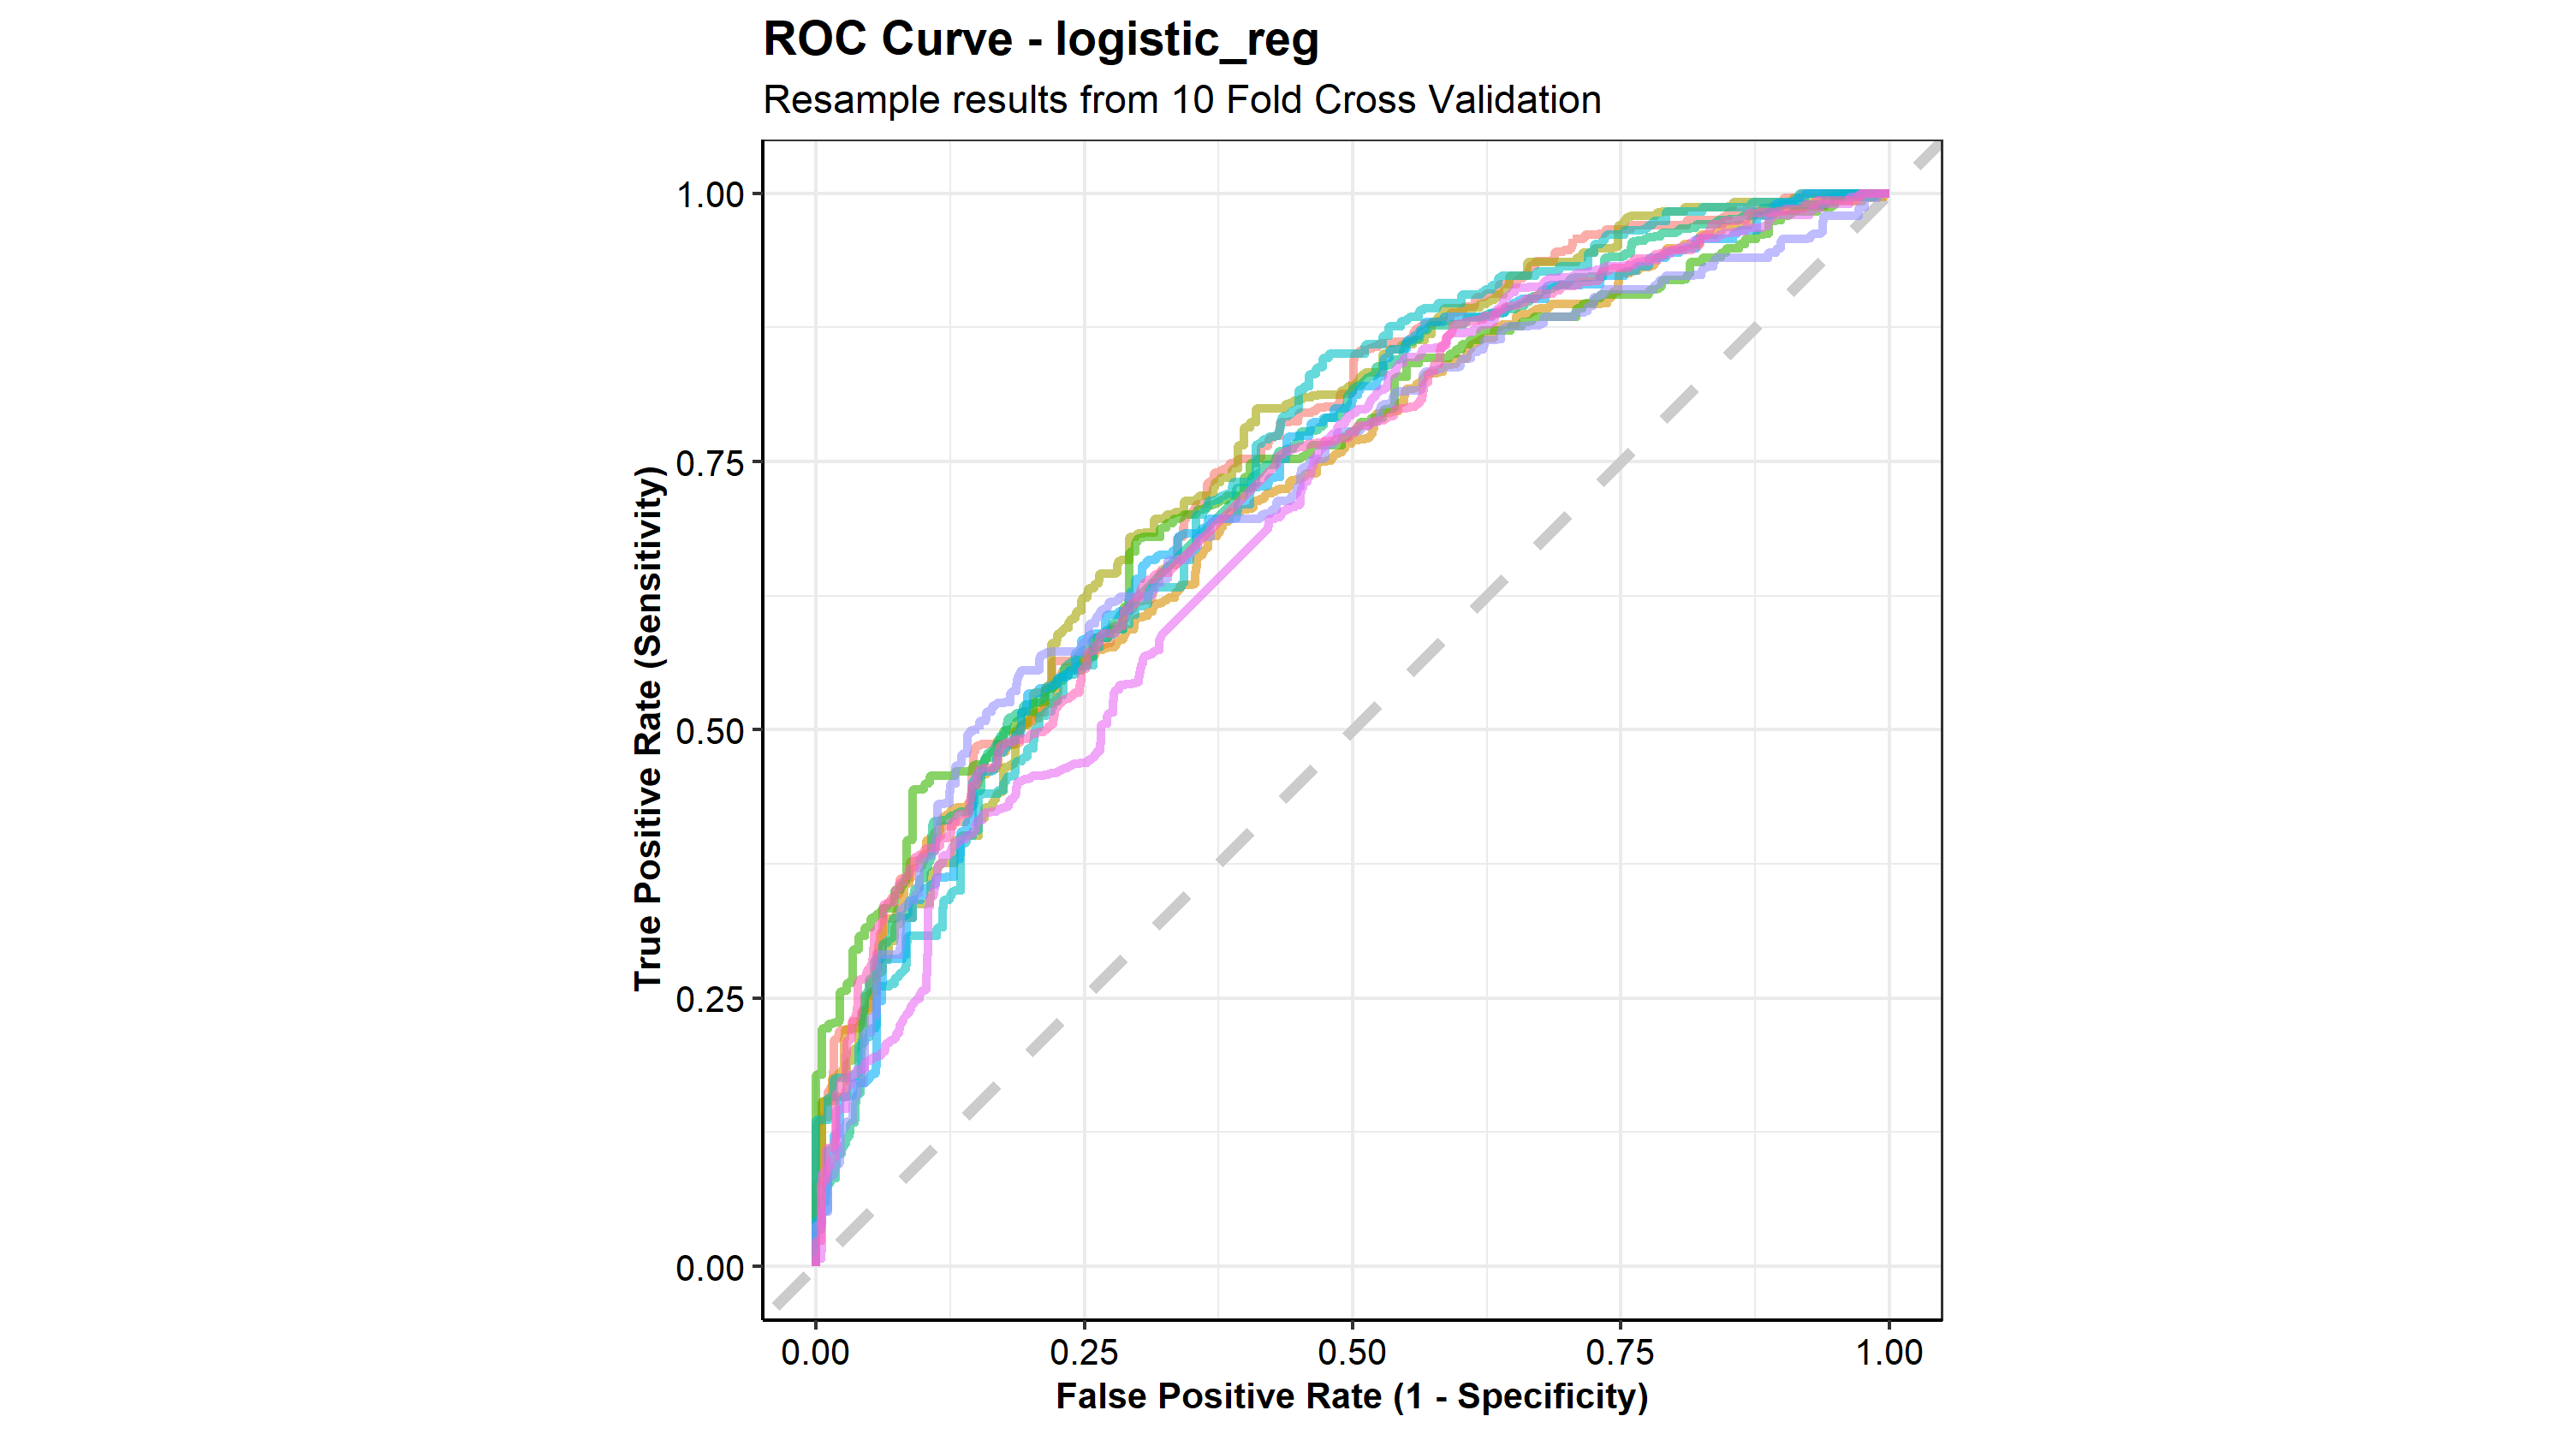 ROC Curve - logistic_reg
Resample results from 10 Fold Cross Validation
1.00
0.75
0.50
0.25
0.00
True Positive Rate (Sensitivity)
0.00 0.25 0.50 0.75 1.00
False Positive Rate (1 - Specificity)